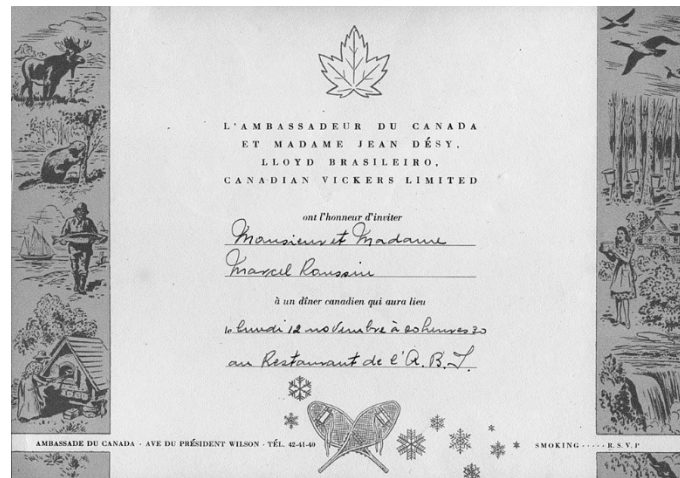 L'AMBASSADEUR DU CANADA
ET MADAME JEAN DÉSY,
LLOYD BRASILEIRO,
CANADIAN VICKERS LIMITED
ont l'honneur d'inviter
Monsieur et Madame
Marcel Roussin
à un dîner canadien qui aura lieu
le lundi 12 novembre à 20 heures 30
au Restaurant de l'A.B.I.
AMBASSADE DU CANADA - AVE DU PRÉSIDENT WILSON - TÉL. 42-41-40
SMOKING - - - - - R. S. V. P